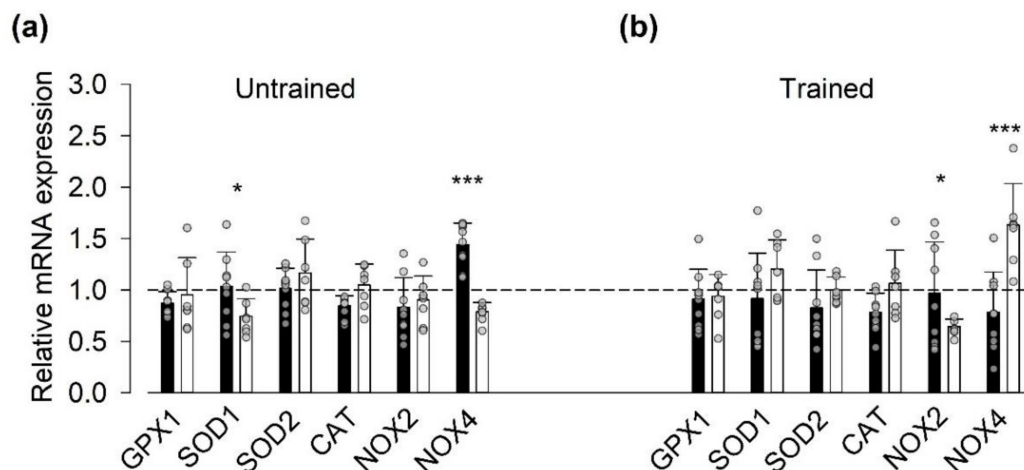 (a)
(b)
Untrained
Trained
Relative mRNA expression
3.0
2.5
2.0
1.5
1.0
0.5
0.0
*
***
*
***
GPX1
SOD1
SOD2
CAT
NOX2
NOX4
GPX1
SOD1
SOD2
CAT
NOX2
NOX4